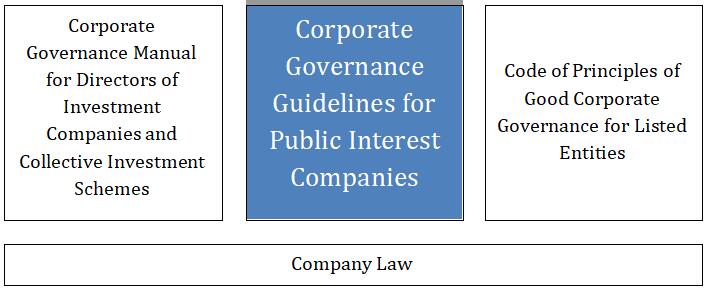 Corporate
Governance Manual
for Directors of
Investment
Companies and
Collective Investment
Schemes
Corporate
Governance
Guidelines for
Public Interest
Companies
Code of Principles of
Good Corporate
Governance for Listed
Entities
Company Law